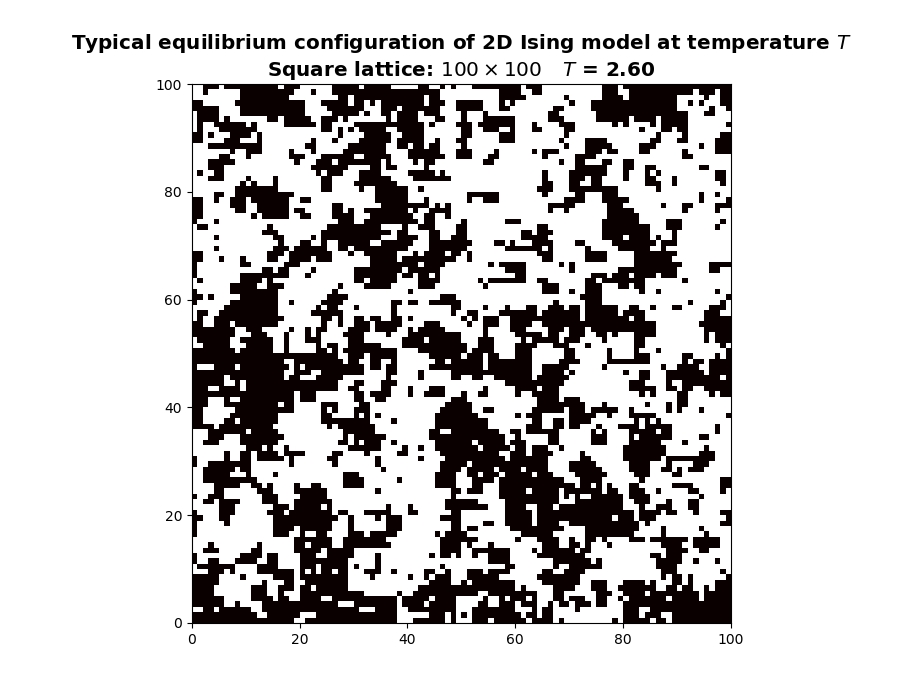 Typical equilibrium configuration of 2D Ising model at temperature T
Square lattice: 100 × 100 T = 2.60
100
80
60
40
20
0
0 20 40 60 80 100